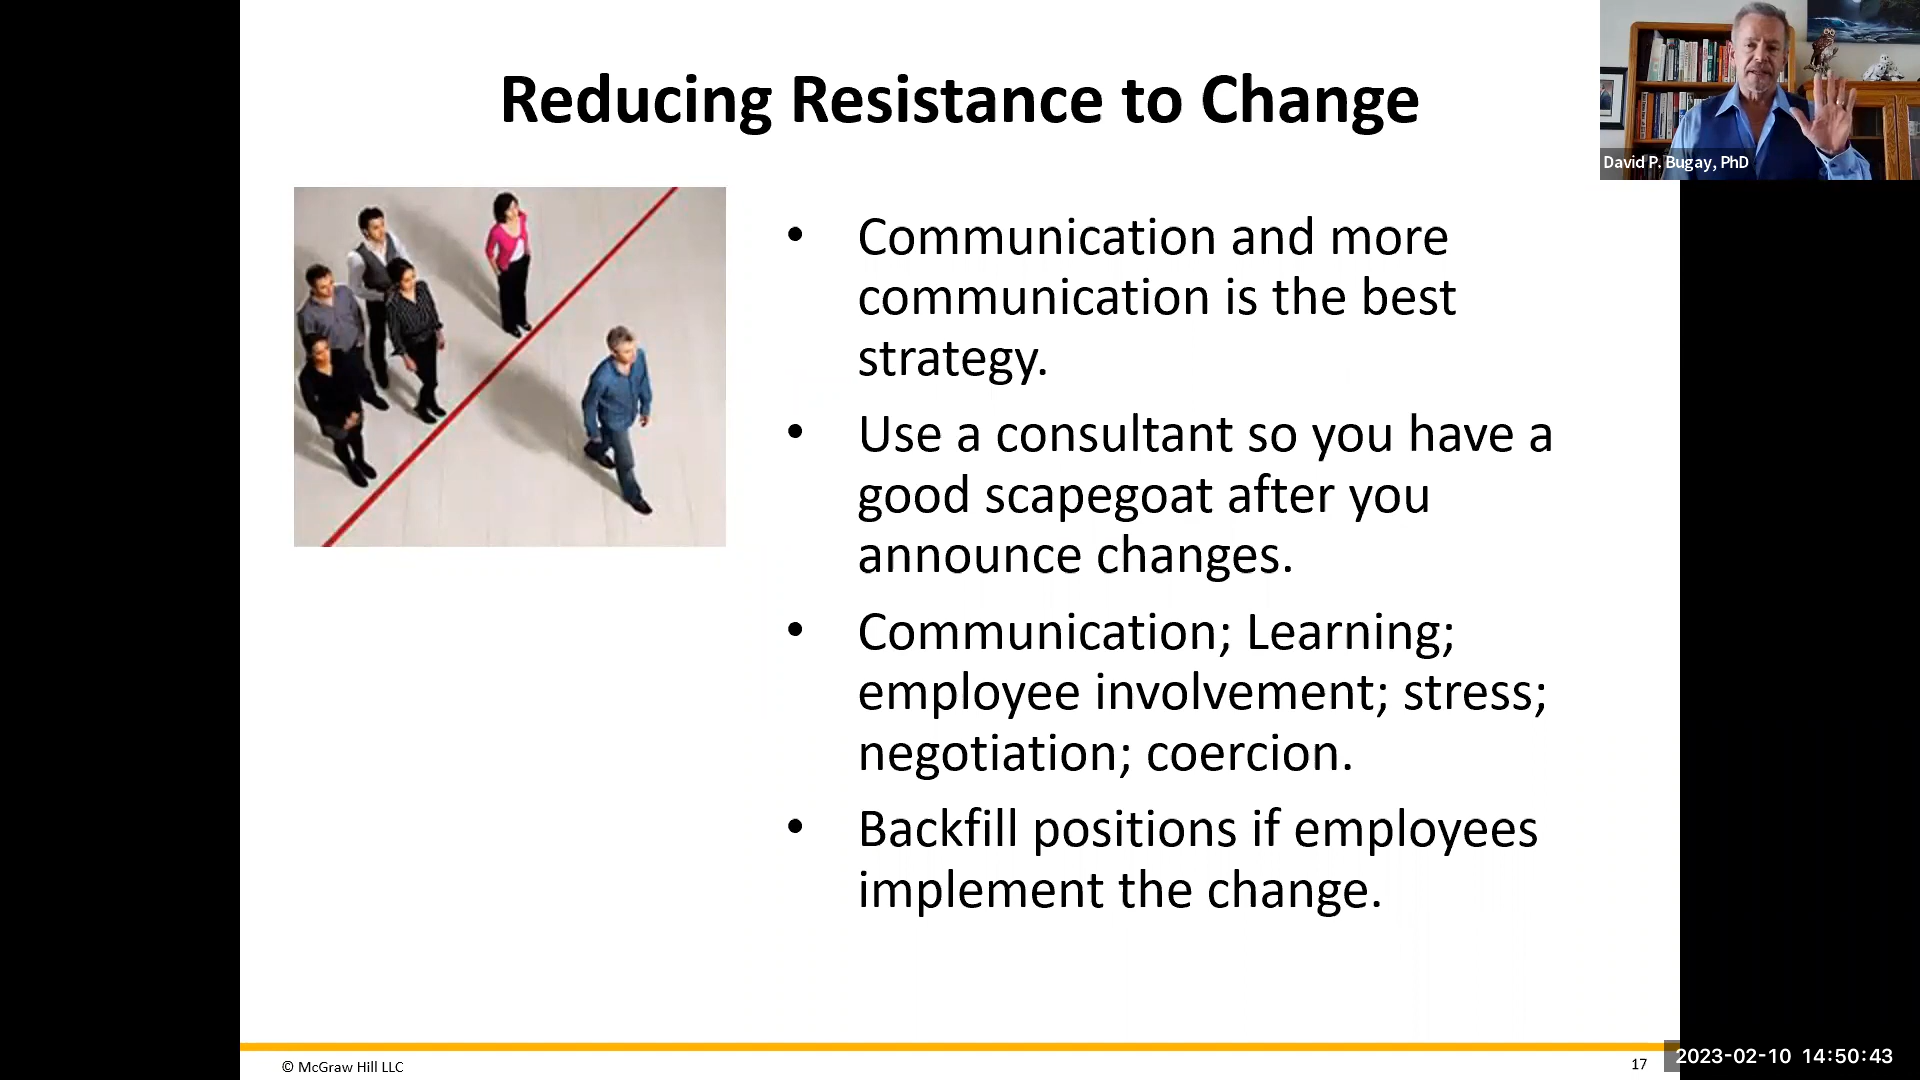 Reducing Resistance to Change
David P. Bugay, PhD
• Communication and more
communication is the best
strategy.
• Use a consultant so you have a
good scapegoat after you
announce changes.
• Communication; Learning;
employee involvement; stress;
negotiation; coercion.
• Backfill positions if employees
implement the change.
© McGraw Hill LLC
17
2023-02-10 14:50:43